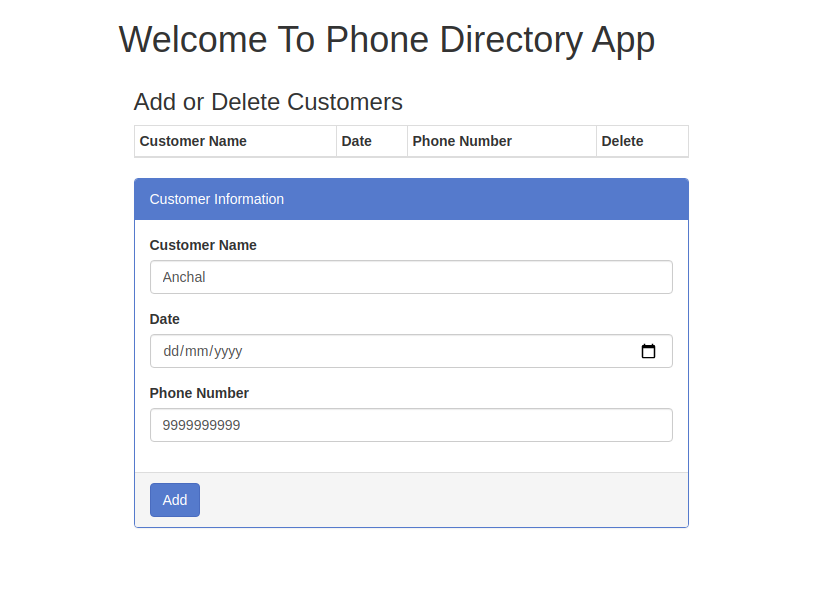 Welcome To Phone Directory App
Add or Delete Customers
Customer Name Date Phone Number Delete
Customer Information
Customer Name
Anchal
Date
dd/mm/yyyy
Phone Number
9999999999
Add